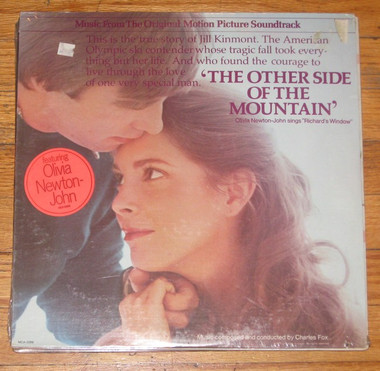 Music From The Original Motion Picture Soundtrack
This is the true story of Jill Kinmont. The American
Olympic ski contender whose tragic fall took every-
thing but her life. And who found the courage to
live through the love
of one very special man.
'THE OTHER SIDE
OF THE
MOUNTAIN'
Olivia Newton-John sings "Richard's Window"
featuring
Olivia
Newton-
John
Music composed and conducted by Charles Fox